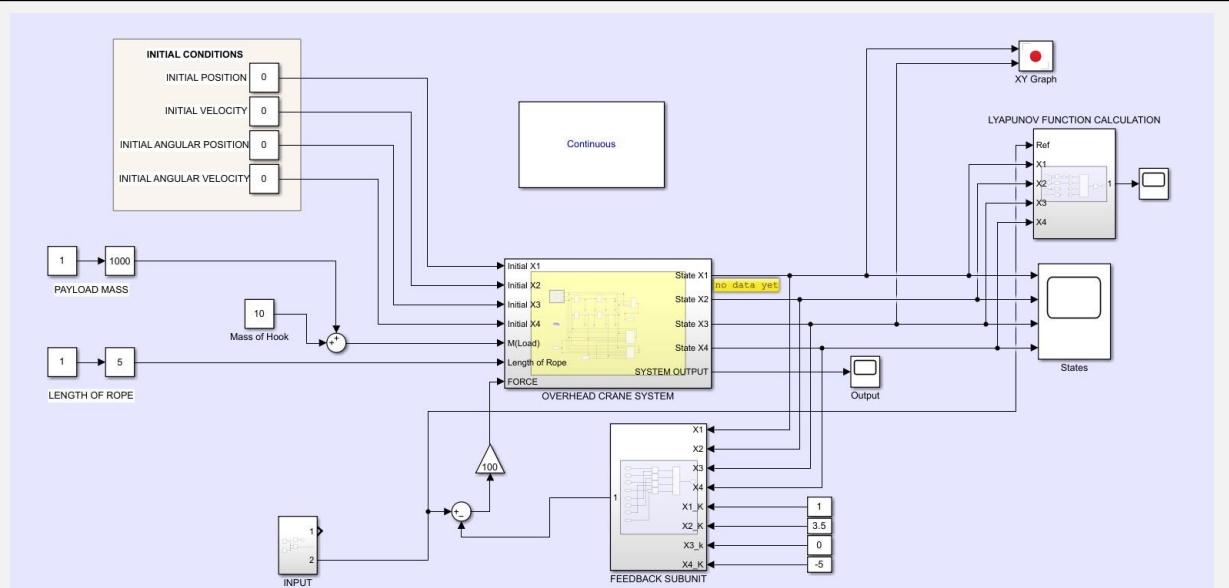 INITIAL CONDITIONS
INITIAL POSITION 0
INITIAL VELOCITY 0
INITIAL ANGULAR POSITION 0
INITIAL ANGULAR VELOCITY 0
Continuous
XY Graph
LYAPUNOV FUNCTION CALCULATION
Ref
X1
X2
X3
X4
1
1 1000
PAYLOAD MASS
10
Mass of Hook
++
1 5
LENGTH OF ROPE
Initial X1
Initial X2
Initial X3
Initial X4
M(Load)
Length of Rope
FORCE
State X1
State X2
State X3
State X4
SYSTEM OUTPUT
OVERHEAD CRANE SYSTEM
no data yet
States
Output
100
+-
1
2
INPUT
X1
X2
X3
X4
X1_K
X2_K
X3_k
X4_K
1
FEEDBACK SUBUNIT
1
3.5
0
-5